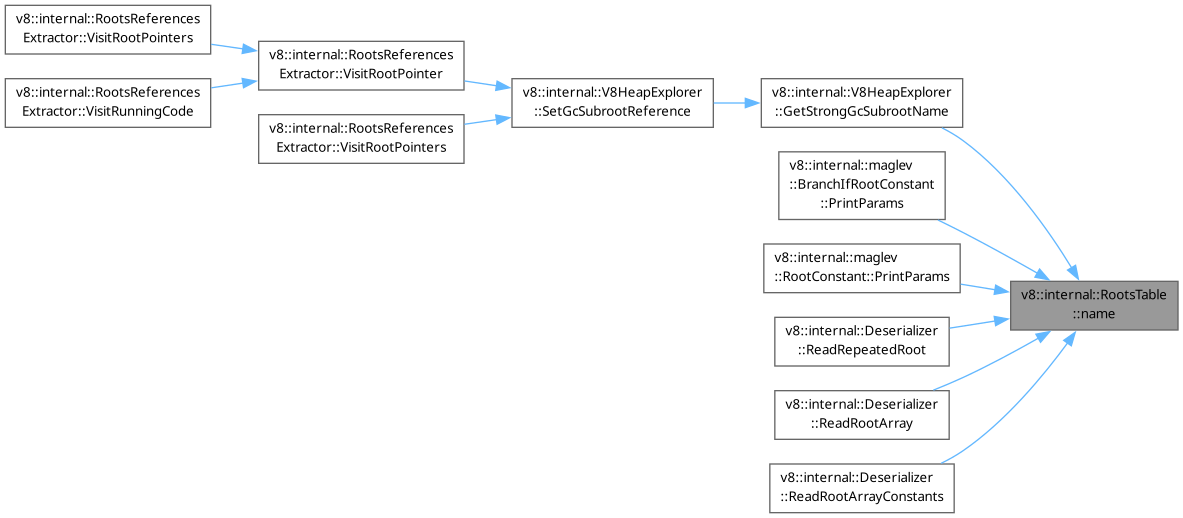 v8::internal::RootsReferences
Extractor::VisitRootPointers
v8::internal::RootsReferences
Extractor::VisitRunningCode
v8::internal::RootsReferences
Extractor::VisitRootPointer
v8::internal::RootsReferences
Extractor::VisitRootPointers
v8::internal::V8HeapExplorer
::SetGcSubrootReference
v8::internal::V8HeapExplorer
::GetStrongGcSubrootName
v8::internal::maglev
::BranchIfRootConstant
::PrintParams
v8::internal::maglev
::RootConstant::PrintParams
v8::internal::Deserializer
::ReadRepeatedRoot
v8::internal::Deserializer
::ReadRootArray
v8::internal::Deserializer
::ReadRootArrayConstants
v8::internal::RootsTable
::name